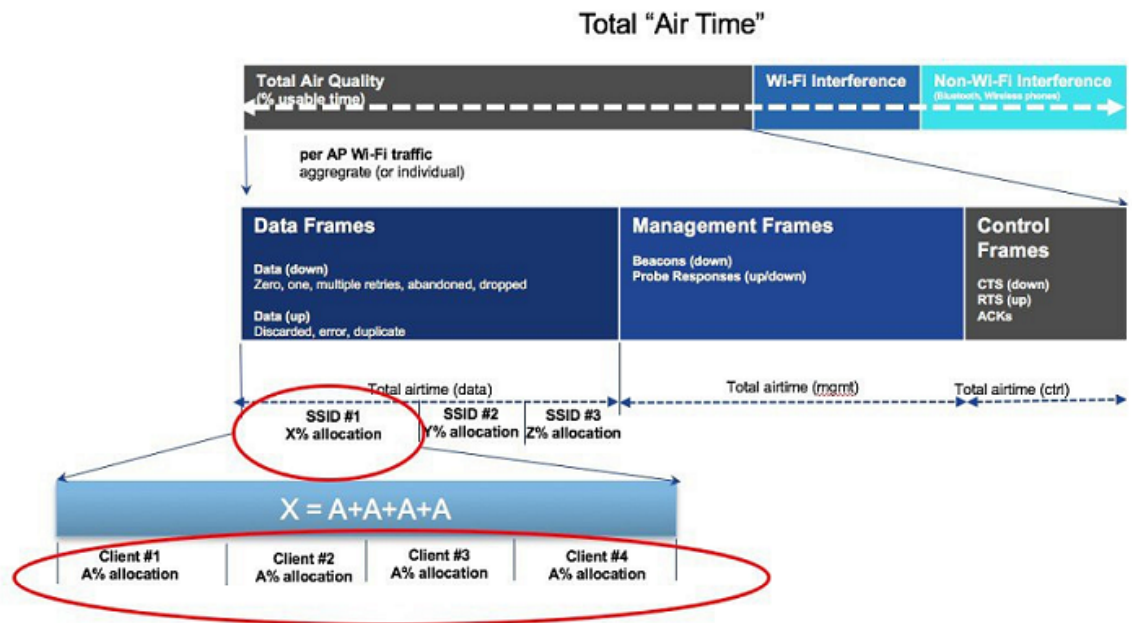 Total “Air Time”
Total Air Quality
(% usable time)
Wi-Fi Interference
Non-Wi-Fi Interference
(Bluetooth, Wireless phones)
per AP Wi-Fi traffic
aggregrate (or individual)
Data Frames
Data (down)
Zero, one, multiple retries, abandoned, dropped
Data (up)
Discarded, error, duplicate
Management Frames
Beacons (down)
Probe Responses (up/down)
Control
Frames
CTS (down)
RTS (up)
ACKs
Total airtime (data)
Total airtime (mgmt)
Total airtime (ctrl)
SSID #1
X% allocation
SSID #2
Y% allocation
SSID #3
Z% allocation
X = A+A+A+A
Client #1
A% allocation
Client #2
A% allocation
Client #3
A% allocation
Client #4
A% allocation